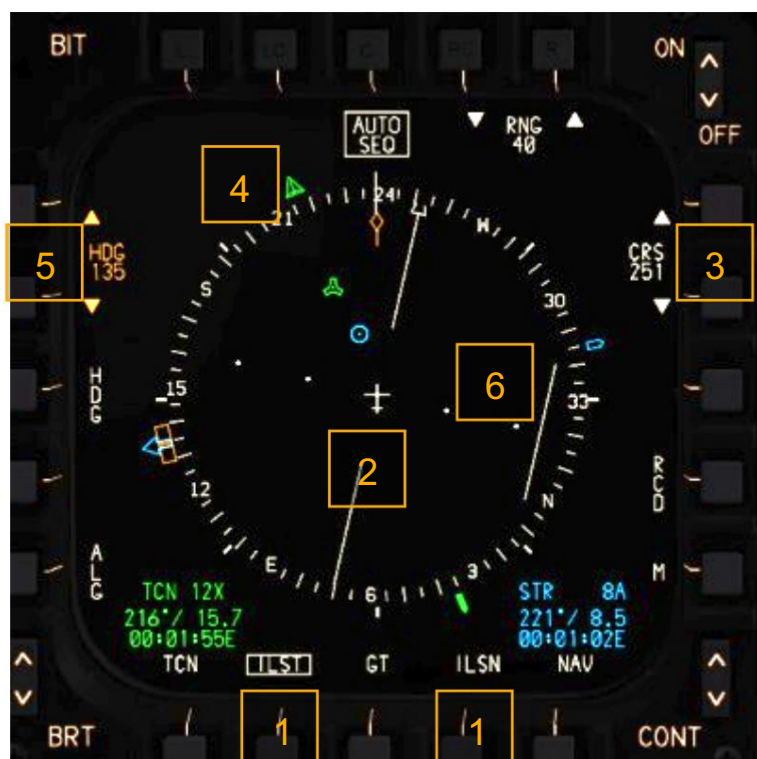 BIT
L
LC
C
RC
R
ON
OFF
AUTO
SEQ
RNG
40
4
21
24
W
S
30
15
33
12
N
E
6
3
HDG
135
5
CRS
251
3
6
2
HDG
ALG
RCD
M
TCN 12X
216°/ 15.7
00:01:55E
STR 8A
221°/ 8.5
00:01:02E
TCN
ILST
GT
ILSN
NAV
BRT
1
1
CONT